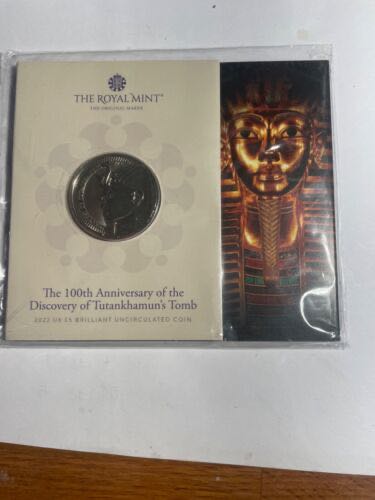 THE ROYAL MINT®
THE ORIGINAL MAKER
The 100th Anniversary of the
Discovery of Tutankhamun's Tomb
2022 UK £5 BRILLIANT UNCIRCULATED COIN